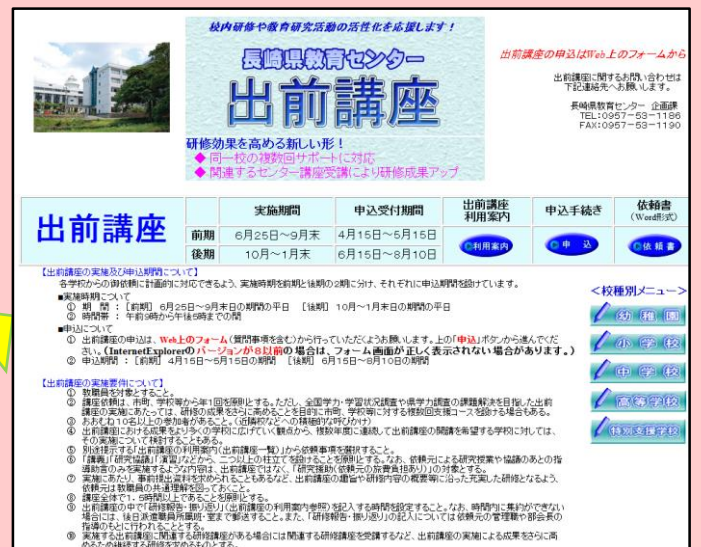 校内研修や教育研究活動の活性化を応援します！
長崎県教育センター
出前講座
研修効果を高める新しい形！
◆ 同一校の複数回サポートに対応
◆ 関連するセンター講座受講により研修成果アップ
出前講座の申込はWeb上のフォームから
出前講座に関するお問い合わせは
下記連絡先へお願いします。
長崎県教育センター 企画課
TEL:0957-53-1186
FAX:0957-53-1190
出前講座
実施期間 申込受付期間 出前講座利用案内 申込手続き 依頼書(Word形式)
前期 6月25日～9月末 4月15日～5月15日
後期 10月～1月末 6月15日～8月10日
利用案内 申 込 依頼書
【出前講座の実施及び申込期間について】
各学校からの御依頼に計画的に対応できるよう、実施時期を前期と後期の2期に分け、それぞれに申込期間を設けています。
■実施時期について
① 期 間 : [前期] 6月25日～9月末日の期間の平日 [後期] 10月～1月末日の期間の平日
② 時間帯 : 午前9時から午後5時までの間
■申込について
① 出前講座の申込は、Web上のフォーム(質問事項を含む)から行っていただくようお願いします。上の「申込」ボタンから進んでくだ
さい。(InternetExplorerのバージョンが8以前の場合は、フォーム画面が正しく表示されない場合があります。)
② 申込期間 : [前期] 4月15日～5月15日の期間 [後期] 6月15日～8月10日の期間
【出前講座の実施要件について】
① 教職員を対象とすること。
② 講座依頼は、市町、学校等から年1回を原則とする。ただし、全国学力・学習状況調査や県学力調査の課題解決を目指した出前
講座の実施にあたっては、研修の成果をさらに高めることを目的に市町、学校等に対する複数回支援コースを設ける場合もある。
③ おおむね10名以上の参加者があること。(近隣校などへの積極的な呼びかけ)
④ 出前講座における成果をより多くの学校に広げていく観点から、複数年度に連続して出前講座の開講を希望する学校に対しては、
その実施について検討することもある。
⑤ 別途提示する「出前講座の利用案内(出前講座一覧)」から依頼事項を選択すること。
⑥ 「講義」「研究協議」「演習」などから、二つ以上の柱立てを設けることを原則とする。なお、依頼元による研究授業や協議のあとの指
導助言のみを実施するような内容は、出前講座ではなく、「研究援助(依頼元の旅費負担あり)」の対象とする。
⑦ 実施にあたり、事前提出資料を求められることもあるなど、出前講座の趣旨や研修内容の概要等に沿った充実した研修となるよう、
依頼元は教職員の共通理解を図っておくこと。
⑧ 講座全体で1.5時間以上であることを原則とする。
⑨ 出前講座の中で「研修報告・振り返り」(出前講座の利用案内参照)を記入する時間を設定すること。なお、時間内に集約ができない
場合には、後日派遣職員所属班・室まで郵送すること。また、「研修報告・振り返り」の記入については依頼元の管理職や部会長の
指導のもとに行われることとする。
⑩ 実施する出前講座に関連する研修講座がある場合には関連する研修講座を受講するなど、出前講座の実施による成果をさらに高
めるため継続する研修を求めるものとする。
<校種別メニュー>
幼 稚 園
小 学 校
中 学 校
高等学校
特別支援学校